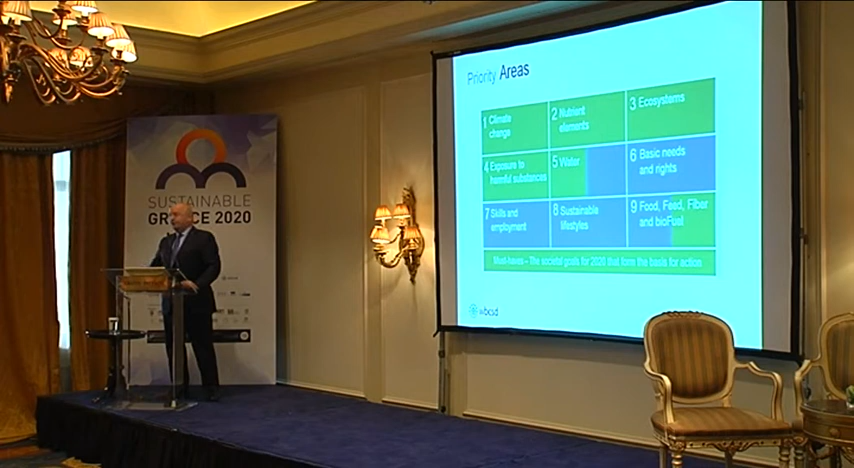 Priority Areas
1 Climate
change
2 Nutrient
elements
3 Ecosystems
4 Exposure to
harmful substances
5 Water
6 Basic needs
and rights
7 Skills and
employment
8 Sustainable
lifestyles
9 Food, Feed, Fiber
and bioFuel
Must-haves – The societal goals for 2020 that form the basis for action
wbcsd
SUSTAINABLE
GREECE 2020